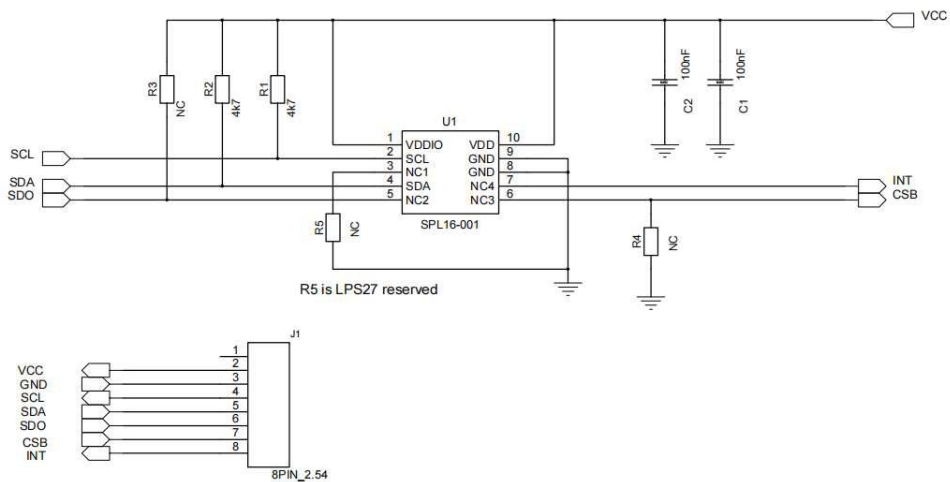 VCC
R3
NC
R2
4k7
R1
4k7
100nF
C2
100nF
C1
U1
1 VDDIO VDD 10
SCL 2 SCL GND 9
3 NC1 GND 8
SDA 4 SDA NC4 7 INT
SDO 5 NC2 NC3 6 CSB
SPL16-001
R5
NC
R4
NC
R5 is LPS27 reserved
J1
1
VCC 2
GND 3
SCL 4
SDA 5
SDO 6
CSB 7
INT 8
8PIN_2.54